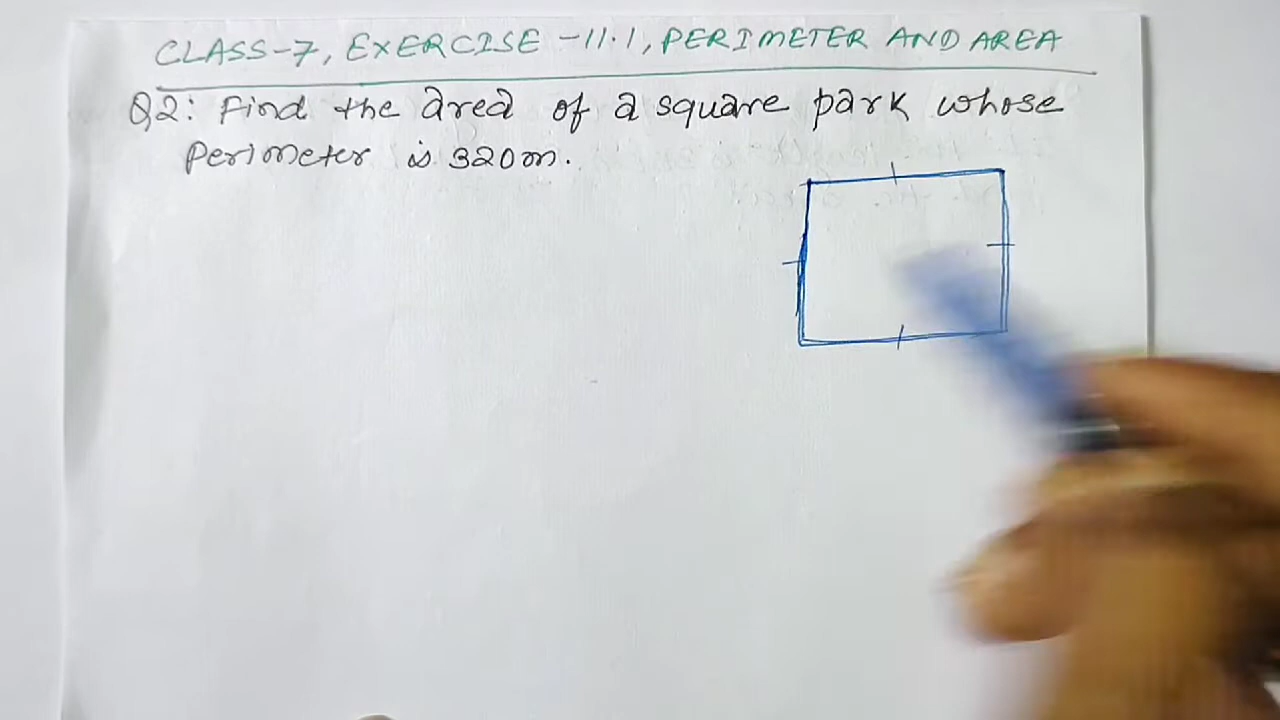 CLASS-7, EXERCISE -11.1, PERIMETER AND AREA
Q2: Find the area of a square park whose
Perimeter is 320m.